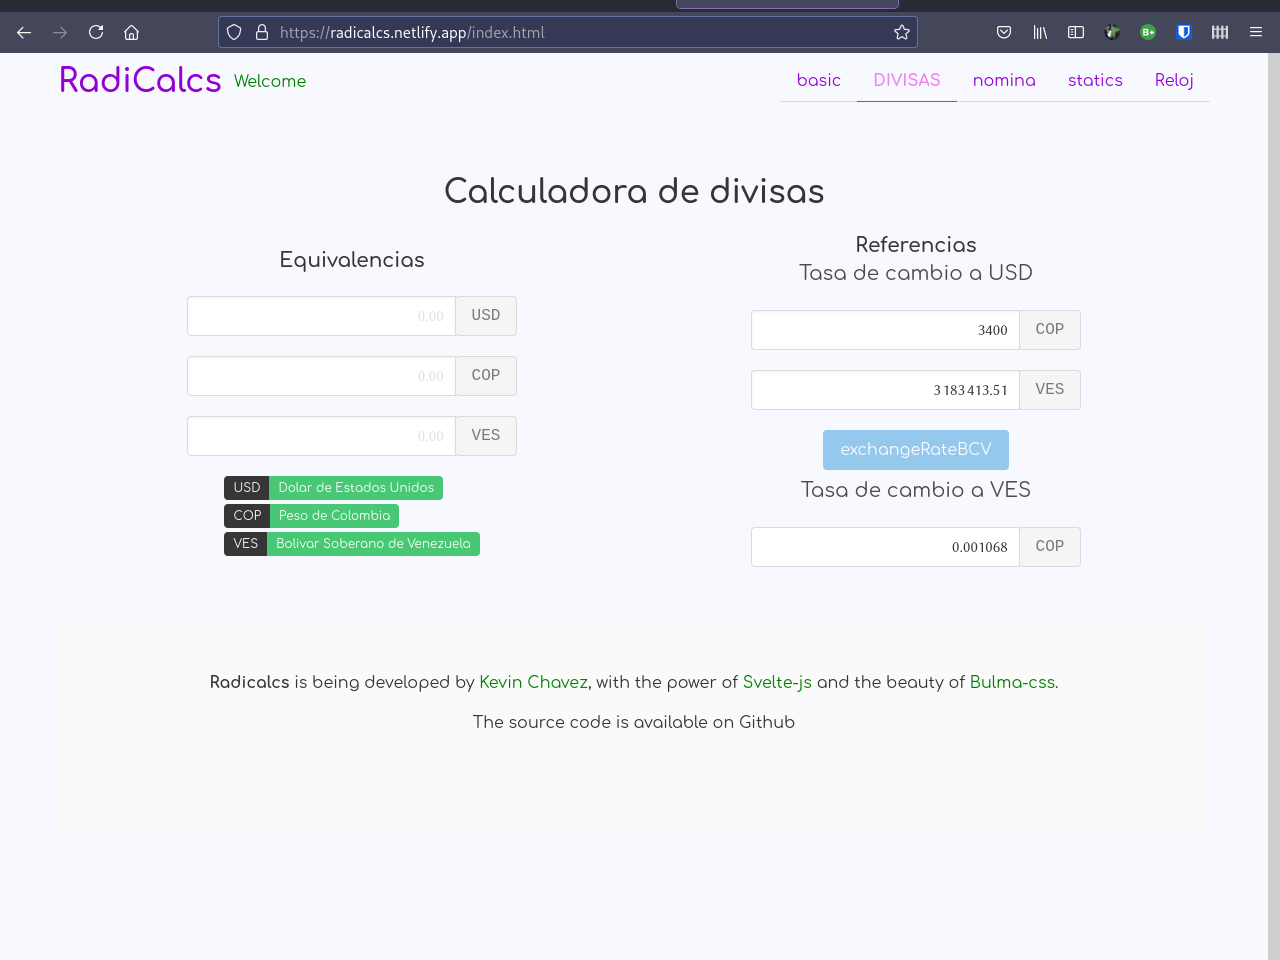 https://radicalcs.netlify.app/index.html
RadiCalcs Welcome
basic DIVISAS nomina statics Reloj
Calculadora de divisas
Equivalencias
0.00 USD
0.00 COP
0.00 VES
USD Dolar de Estados Unidos
COP Peso de Colombia
VES Bolivar Soberano de Venezuela
Referencias
Tasa de cambio a USD
3400 COP
3 183 413.51 VES
exchangeRateBCV
Tasa de cambio a VES
0.001068 COP
Radicalcs is being developed by Kevin Chavez, with the power of Svelte-js and the beauty of Bulma-css.
The source code is available on Github